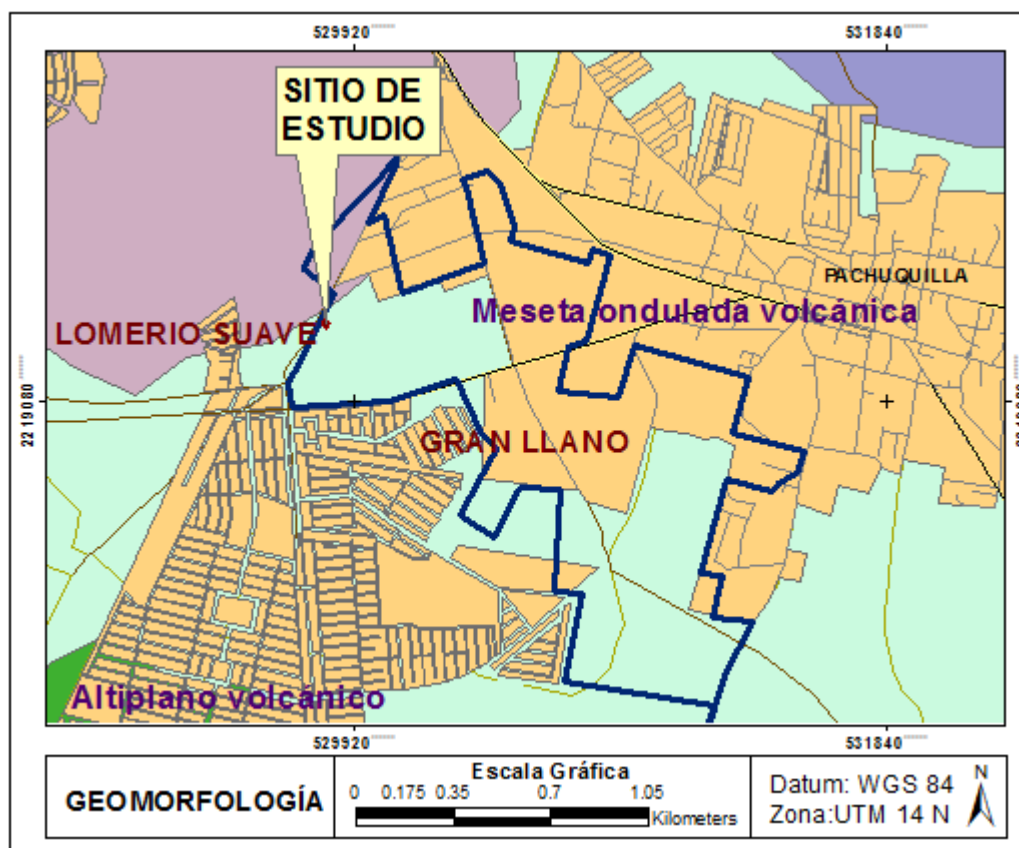 529920
531840
SITIO DE
ESTUDIO
PACHUQUILLA
Meseta ondulada volcánica
LOMERIO SUAVE
2219080
GRAN LLANO
Altiplano volcánico
529920
531840
GEOMORFOLOGÍA
Escala Gráfica
0 0.175 0.35 0.7 1.05
Kilometers
Datum: WGS 84
Zona:UTM 14 N
N